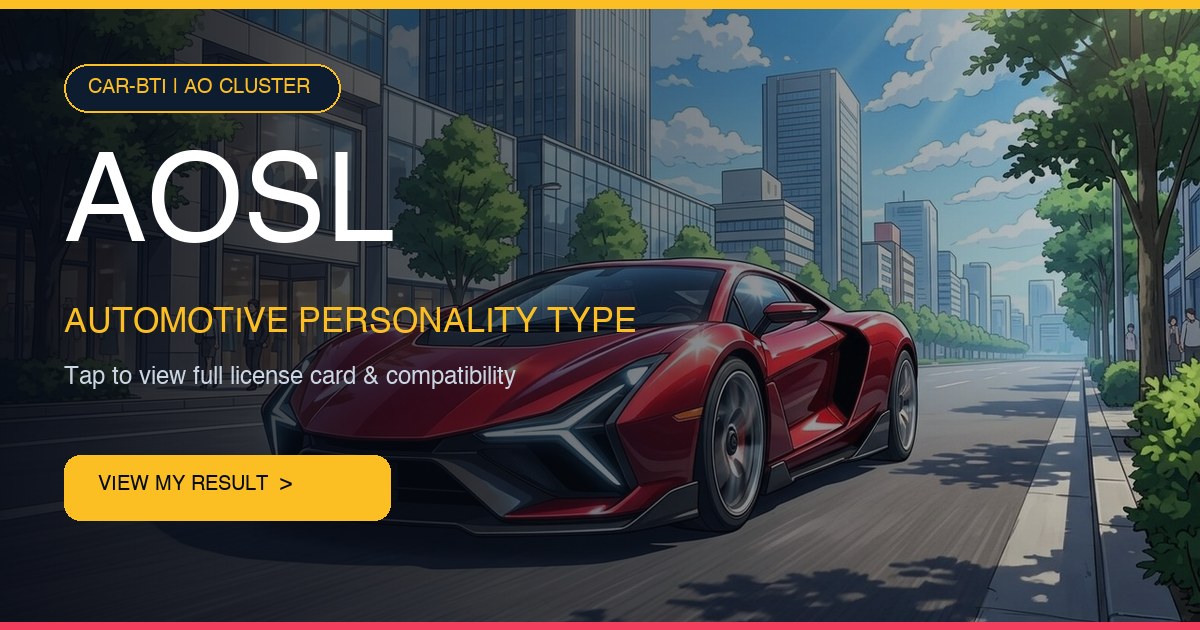 CAR-BTI | AO CLUSTER
AOSL
AUTOMOTIVE PERSONALITY TYPE
Tap to view full license card & compatibility
VIEW MY RESULT >